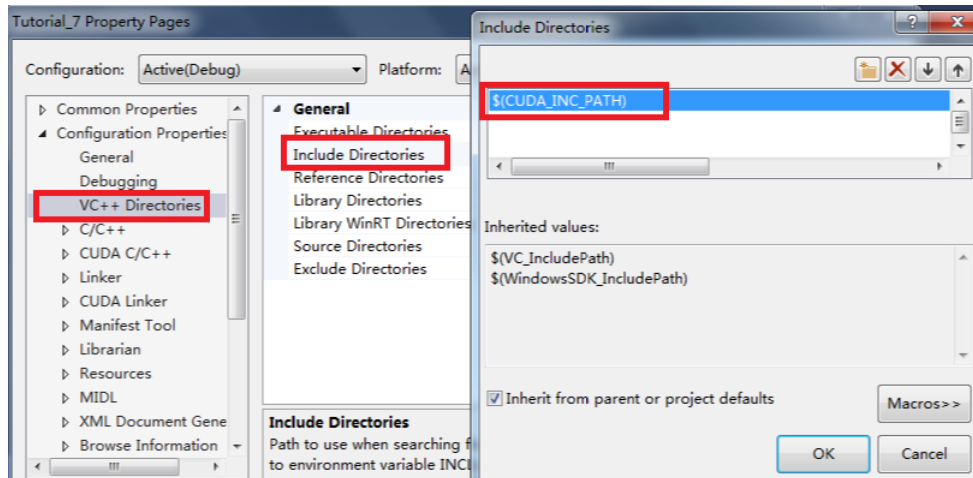 Tutorial_7 Property Pages
Configuration: Active(Debug) Platform: A
Common Properties
Configuration Properties
General
Debugging
VC++ Directories
C/C++
CUDA C/C++
Linker
CUDA Linker
Manifest Tool
Librarian
Resources
MIDL
XML Document Gene
Browse Information
General
Executable Directories
Include Directories
Reference Directories
Library Directories
Library WinRT Directories
Source Directories
Exclude Directories
Include Directories
Path to use when searching f
to environment variable INCL
Include Directories
$(CUDA_INC_PATH)
Inherited values:
$(VC_IncludePath)
$(WindowsSDK_IncludePath)
Inherit from parent or project defaults
Macros>>
OK Cancel